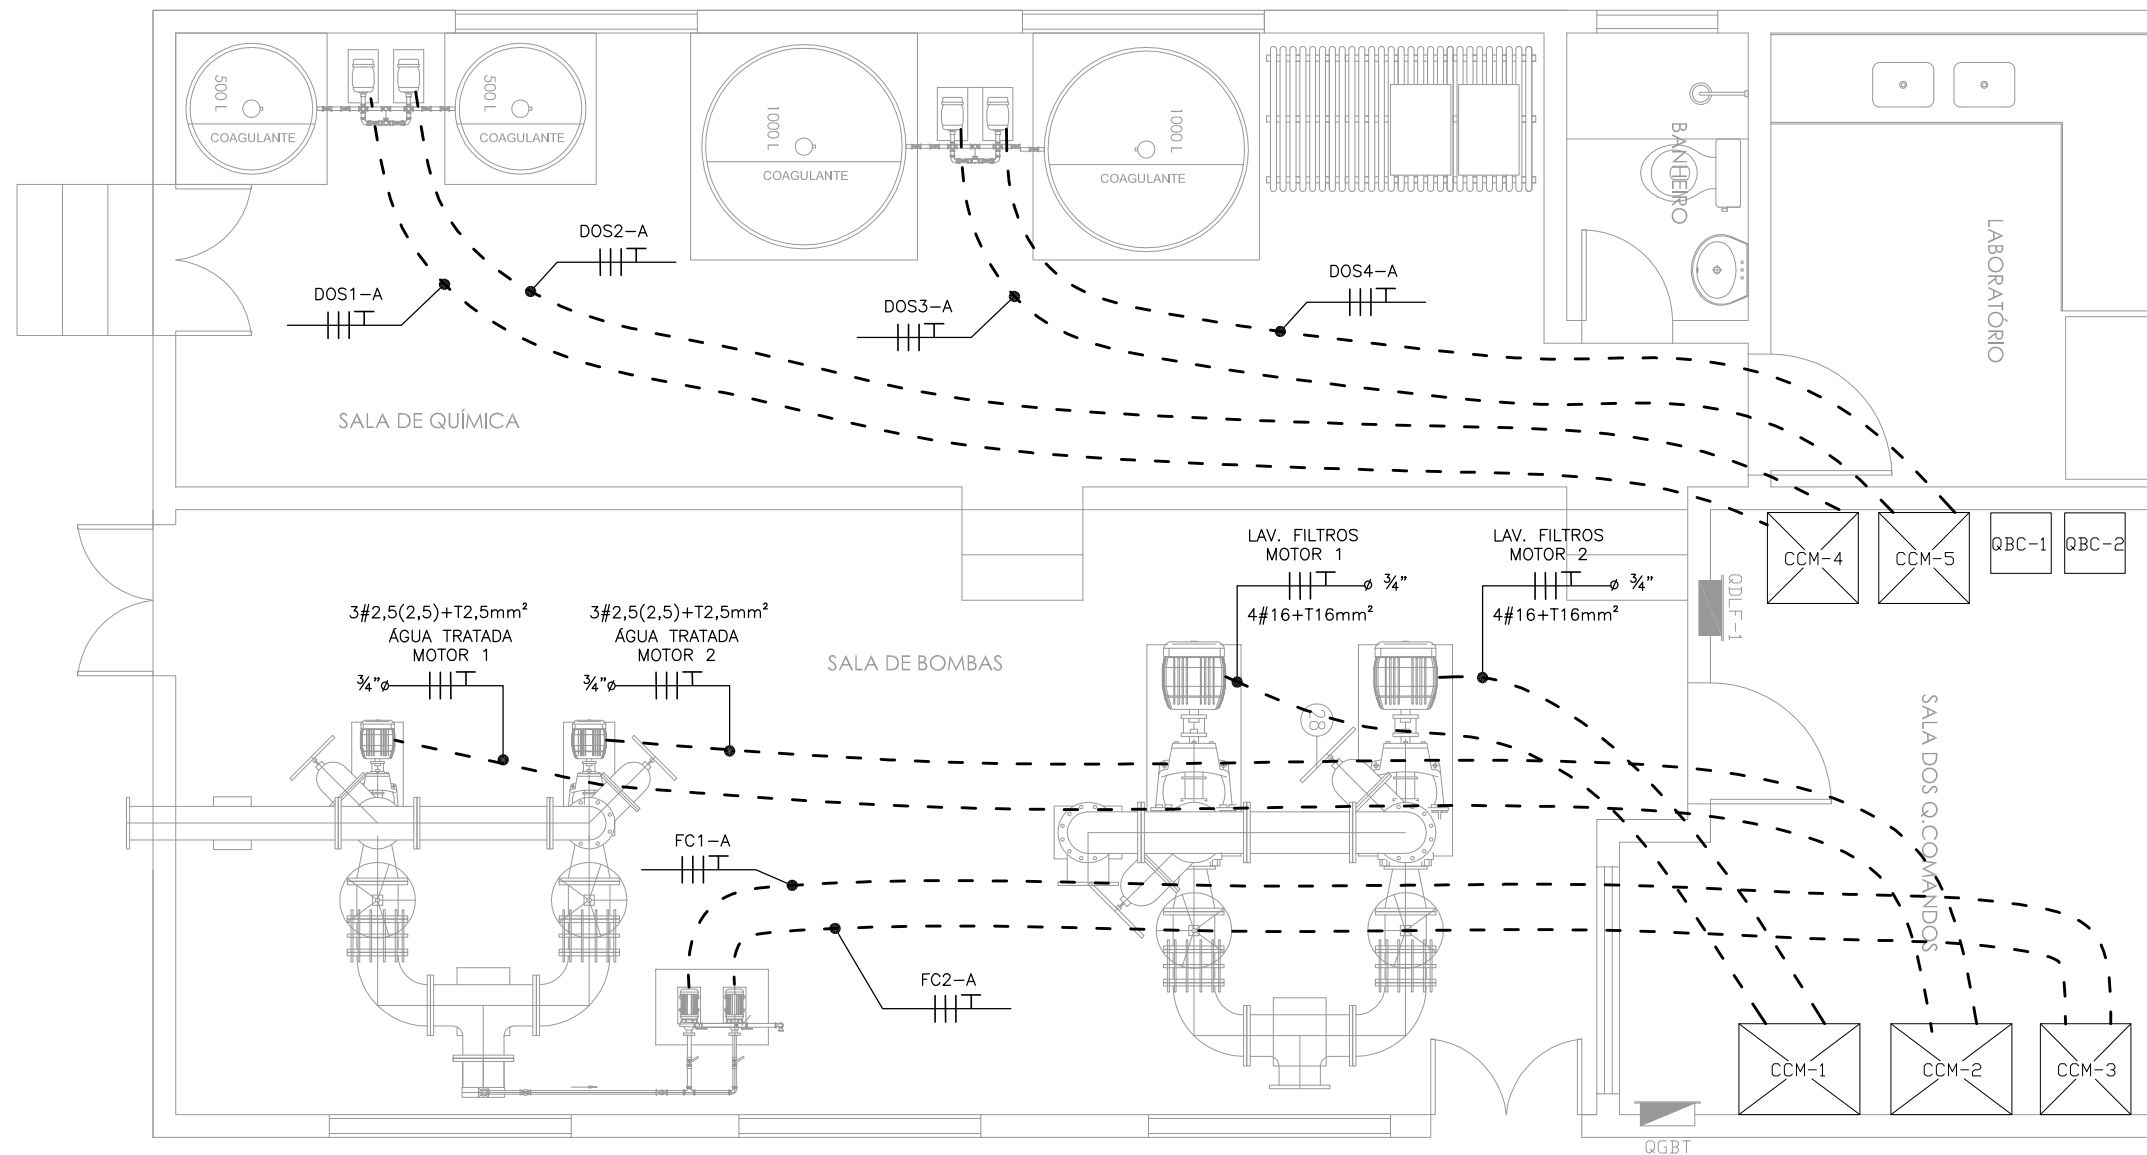 500 L
COAGULANTE
500 L
COAGULANTE
1000 L
COAGULANTE
1000 L
COAGULANTE
BANHEIRO
LABORATÓRIO
DOS1-A
DOS2-A
DOS3-A
DOS4-A
SALA DE QUÍMICA
CCM-4
CCM-5
QBC-1
QBC-2
QDLF-1
LAV. FILTROS
MOTOR 1
ø ¾"
4#16+T16mm²
LAV. FILTROS
MOTOR 2
ø ¾"
4#16+T16mm²
3#2,5(2,5)+T2,5mm²
ÁGUA TRATADA
MOTOR 1
¾"ø
3#2,5(2,5)+T2,5mm²
ÁGUA TRATADA
MOTOR 2
¾"ø
SALA DE BOMBAS
28
SALA DOS Q.COMANDOS
FC1-A
FC2-A
CCM-1
CCM-2
CCM-3
QGBT